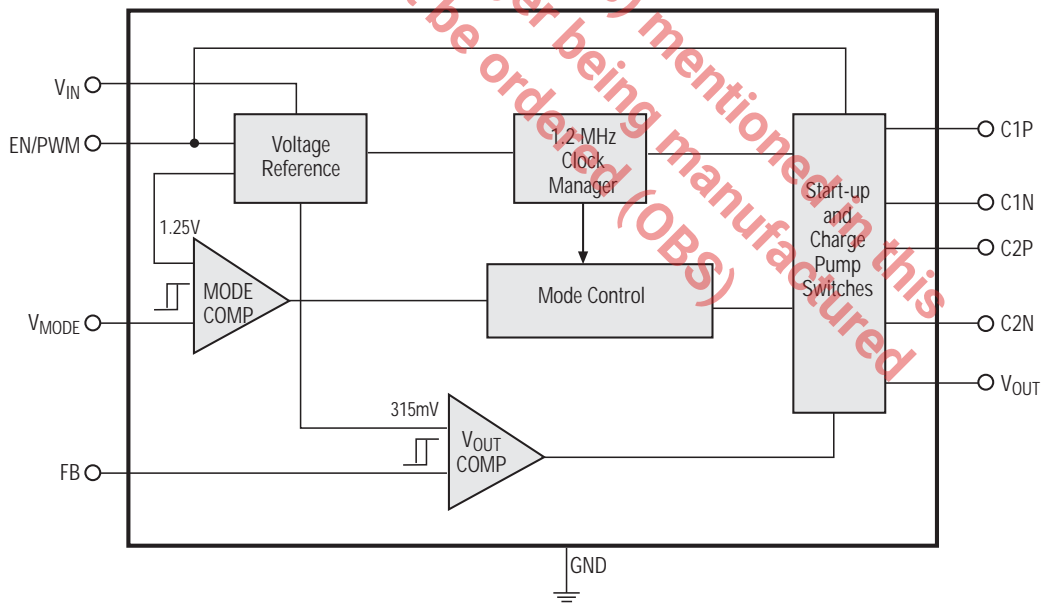 ) mentioned in this
er being manufactured
t be ordered (OBS)
V_IN
EN/PWM
Voltage
Reference
1.2 MHz
Clock
Manager
Start-up
and
Charge
Pump
Switches
C1P
C1N
C2P
C2N
V_OUT
1.25V
MODE
COMP
V_MODE
Mode Control
315mV
V_OUT
COMP
FB
GND